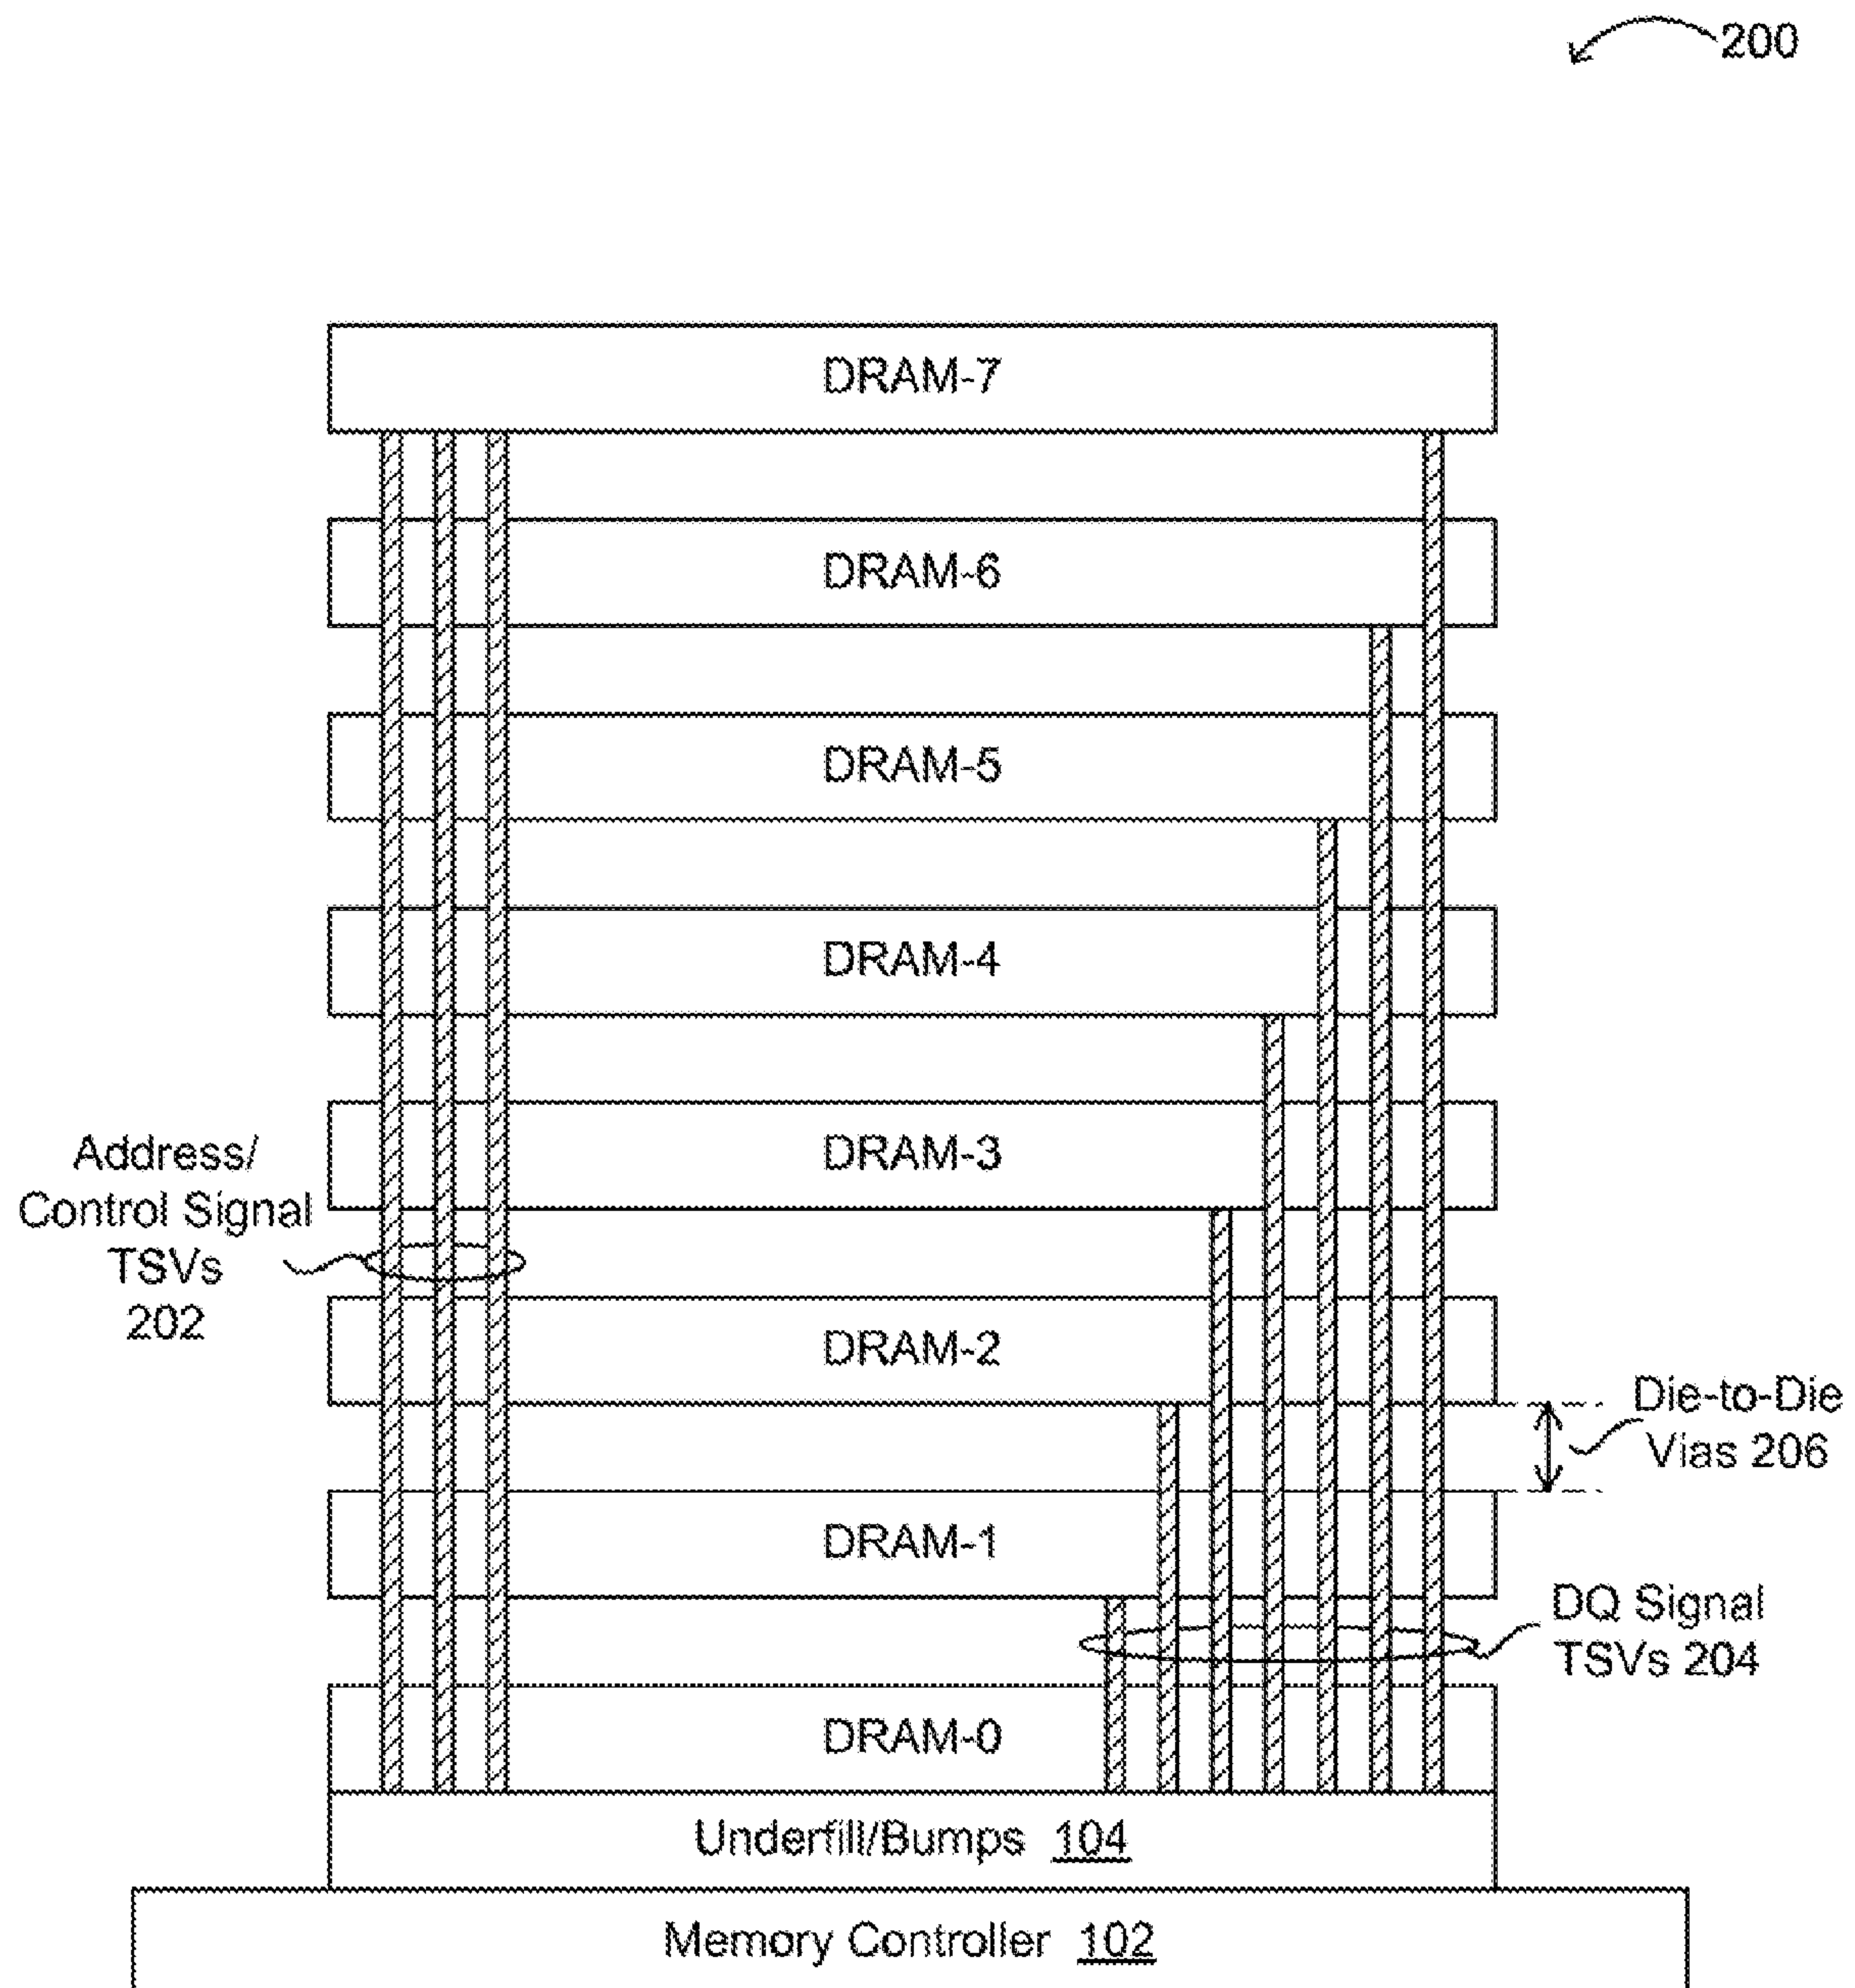 200
DRAM-7
DRAM-6
DRAM-5
DRAM-4
DRAM-3
Address/
Control Signal
TSVs
202
DRAM-2
Die-to-Die
Vias 206
DRAM-1
DQ Signal
TSVs 204
DRAM-0
Underfill/Bumps 104
Memory Controller 102